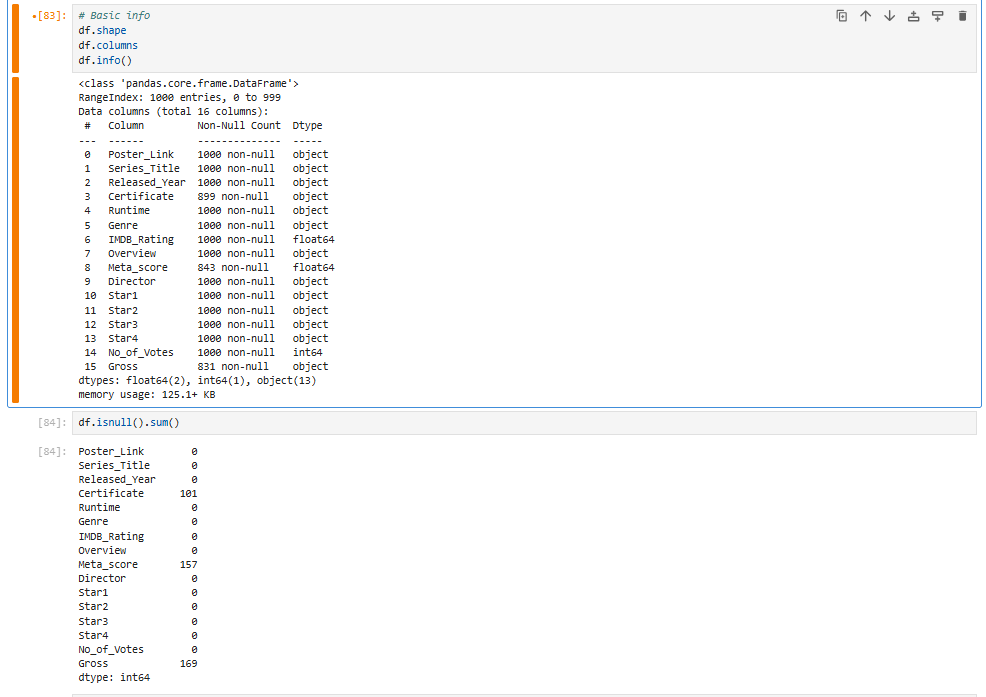 [83]: # Basic info
df.shape
df.columns
df.info()
<class 'pandas.core.frame.DataFrame'>
RangeIndex: 1000 entries, 0 to 999
Data columns (total 16 columns):
#   Column         Non-Null Count  Dtype
---  ------         --------------  -----
0   Poster_Link    1000 non-null   object
1   Series_Title   1000 non-null   object
2   Released_Year  1000 non-null   object
3   Certificate    899 non-null    object
4   Runtime        1000 non-null   object
5   Genre          1000 non-null   object
6   IMDB_Rating    1000 non-null   float64
7   Overview       1000 non-null   object
8   Meta_score     843 non-null    float64
9   Director       1000 non-null   object
10  Star1          1000 non-null   object
11  Star2          1000 non-null   object
12  Star3          1000 non-null   object
13  Star4          1000 non-null   object
14  No_of_Votes    1000 non-null   int64
15  Gross          831 non-null    object
dtypes: float64(2), int64(1), object(13)
memory usage: 125.1+ KB
[84]: df.isnull().sum()
[84]: Poster_Link        0
Series_Title       0
Released_Year      0
Certificate      101
Runtime            0
Genre              0
IMDB_Rating        0
Overview           0
Meta_score       157
Director           0
Star1              0
Star2              0
Star3              0
Star4              0
No_of_Votes        0
Gross            169
dtype: int64